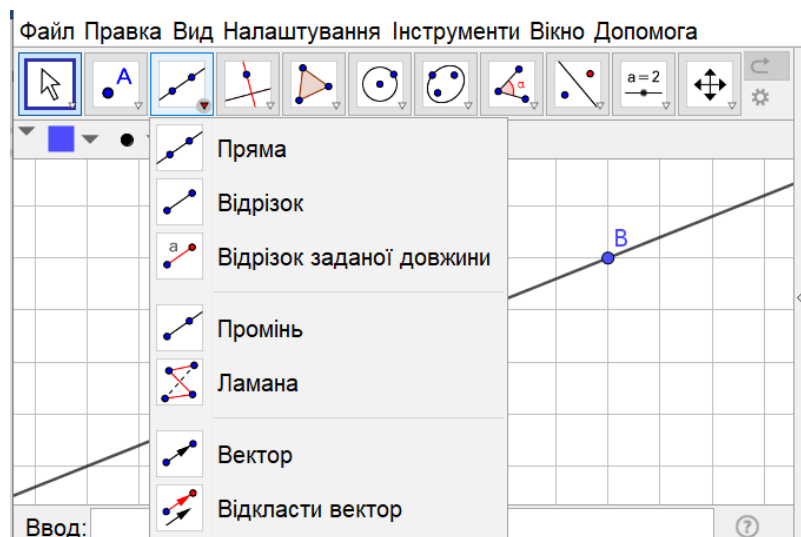 Файл Правка Вид Налаштування Інструменти Вікно Допомога
A α a=2
Пряма
Відрізок
a Відрізок заданої довжини
Промінь
Ламана
Вектор
Відкласти вектор
B
Ввод:
?